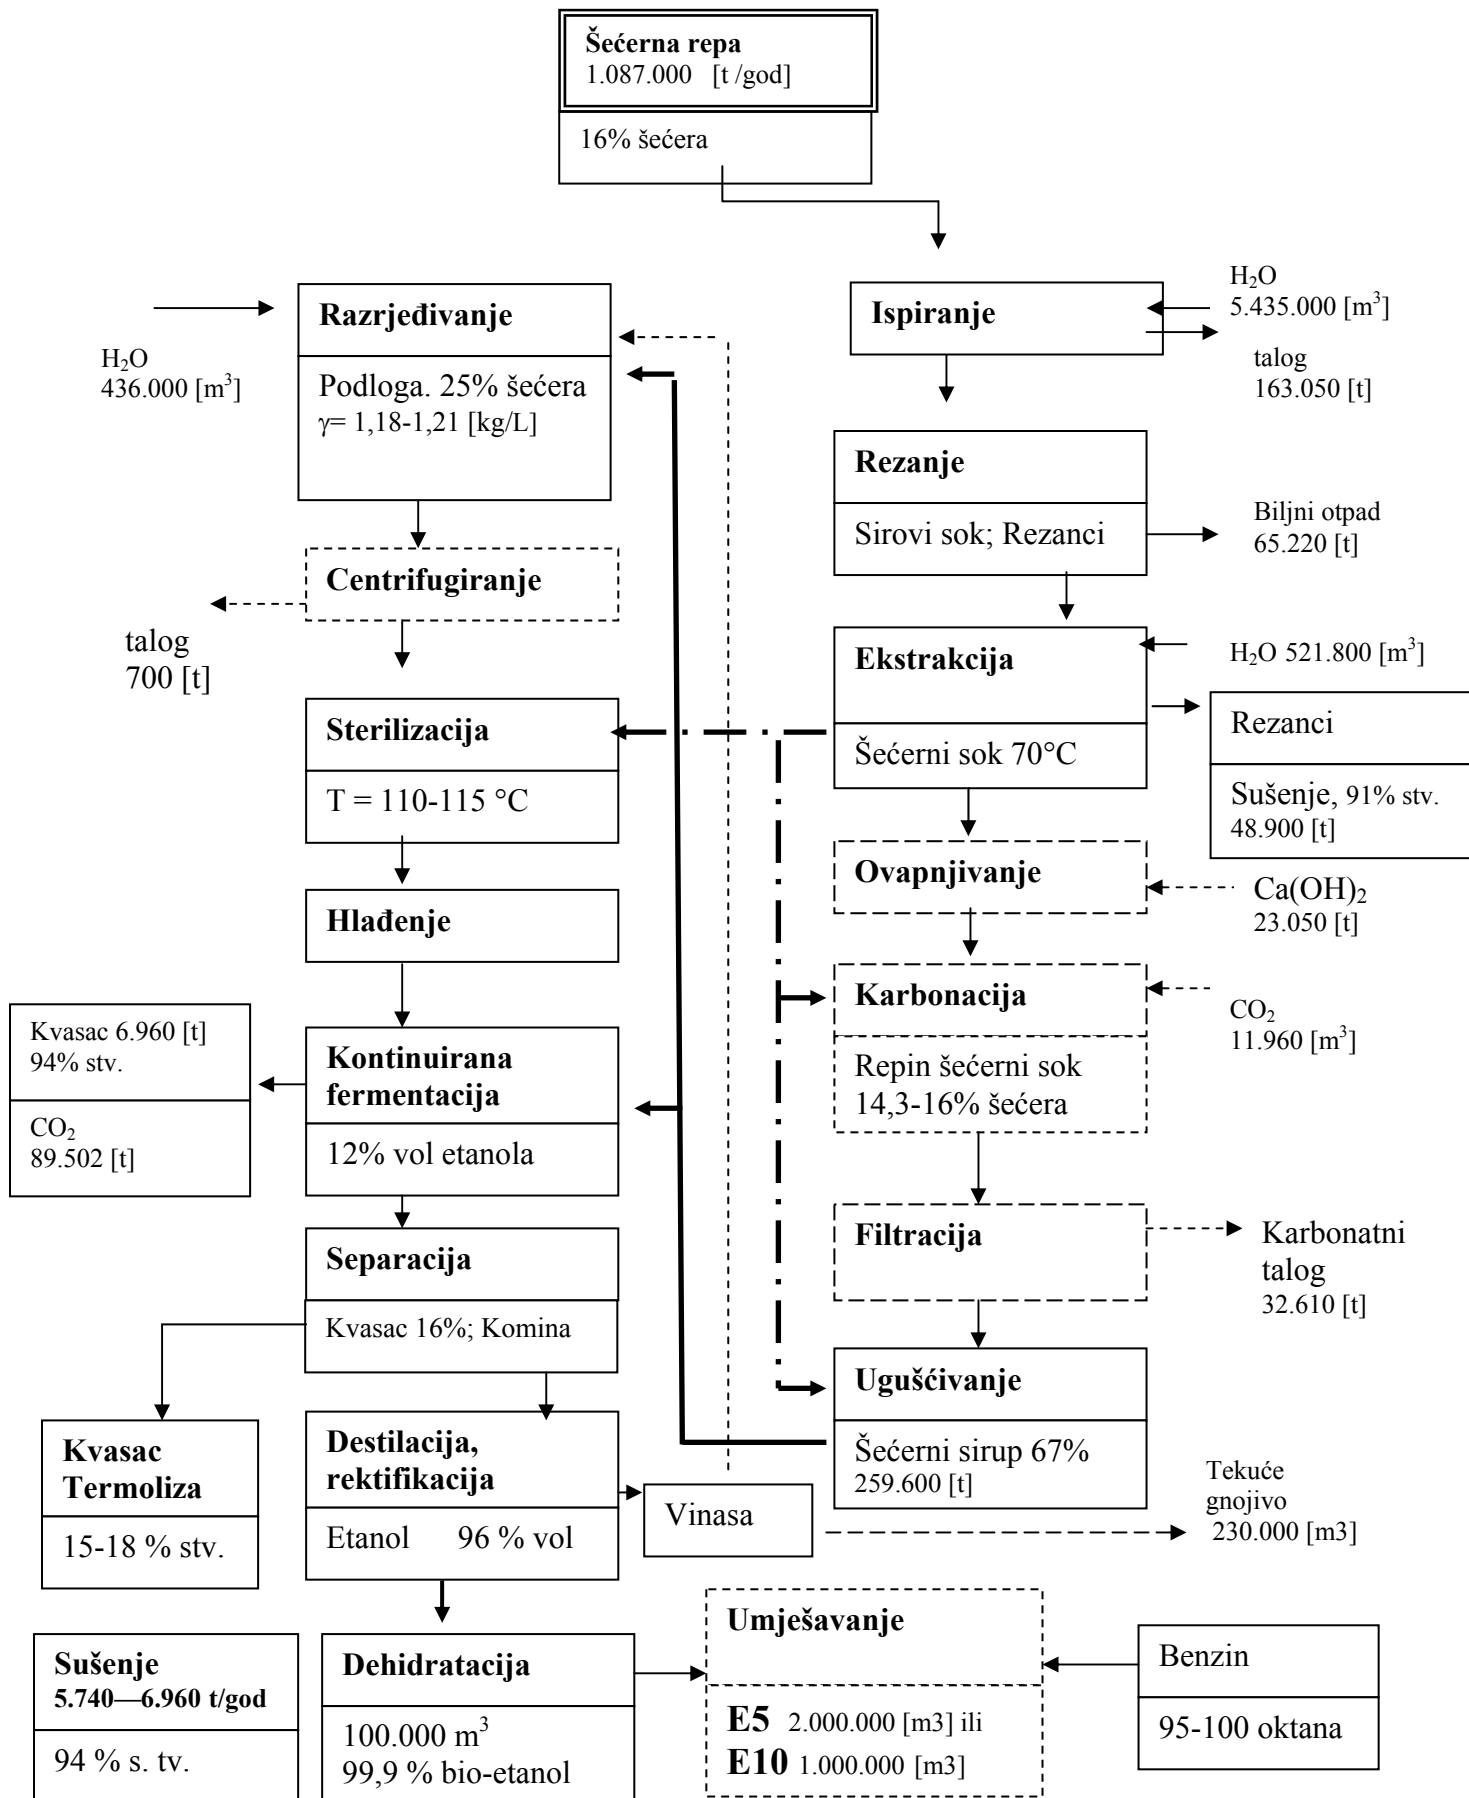 Šećerna repa
1.087.000 [t /god]
16% šećera
H₂O
5.435.000 [m³]
Ispiranje
talog
163.050 [t]
Rezanje
Sirovi sok; Rezanci
Biljni otpad
65.220 [t]
Ekstrakcija
Šećerni sok 70°C
H₂O 521.800 [m³]
Rezanci
Sušenje, 91% stv.
48.900 [t]
Ovapnjivanje
Ca(OH)₂
23.050 [t]
Karbonacija
Repin šećerni sok
14,3-16% šećera
CO₂
11.960 [m³]
Filtracija
Karbonatni
talog
32.610 [t]
Ugušćivanje
Šećerni sirup 67%
259.600 [t]
H₂O
436.000 [m³]
Razrjeđivanje
Podloga. 25% šećera
γ= 1,18-1,21 [kg/L]
Centrifugiranje
talog
700 [t]
Sterilizacija
T = 110-115 °C
Hlađenje
Kontinuirana
fermentacija
12% vol etanola
Kvasac 6.960 [t]
94% stv.
CO₂
89.502 [t]
Separacija
Kvasac 16%; Komina
Kvasac
Termoliza
15-18 % stv.
Sušenje
5.740—6.960 t/god
94 % s. tv.
Destilacija,
rektifikacija
Etanol 96 % vol
Vinasa
Tekuće
gnojivo
230.000 [m3]
Dehidratacija
100.000 m³
99,9 % bio-etanol
Umješavanje
E5 2.000.000 [m3] ili
E10 1.000.000 [m3]
Benzin
95-100 oktana